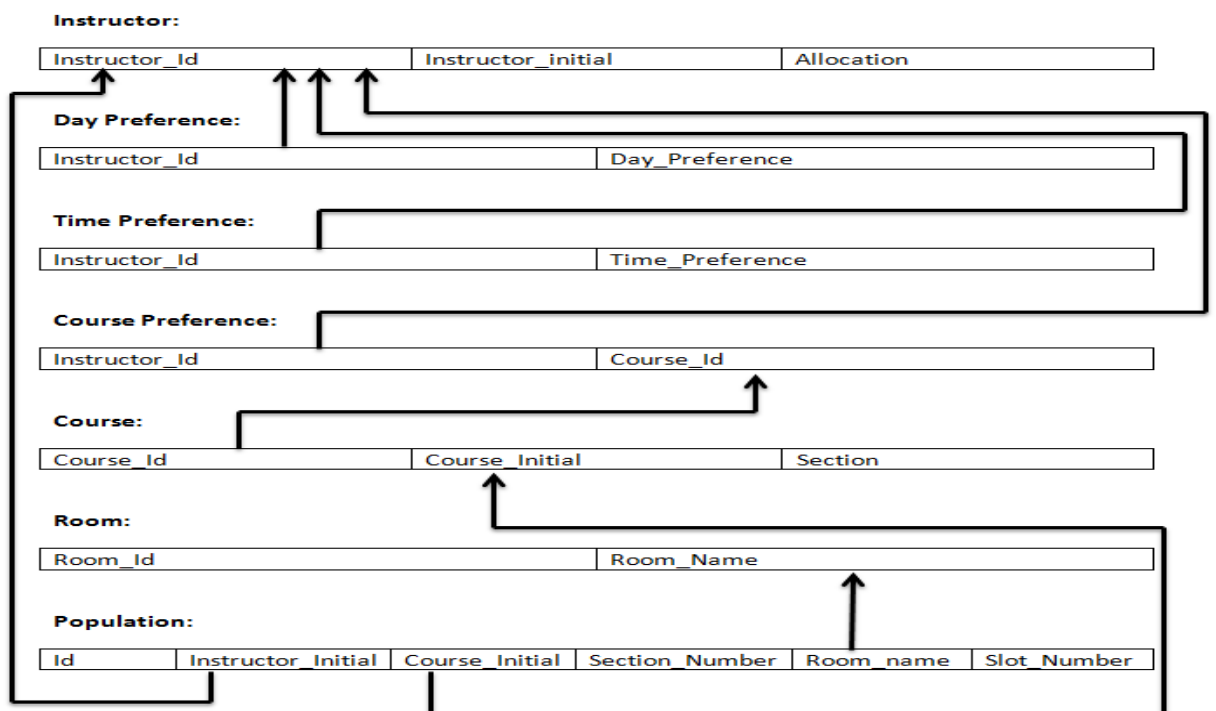 Instructor:
Instructor_Id Instructor_initial Allocation
Day Preference:
Instructor_Id Day_Preference
Time Preference:
Instructor_Id Time_Preference
Course Preference:
Instructor_Id Course_Id
Course:
Course_Id Course_Initial Section
Room:
Room_Id Room_Name
Population:
Id Instructor_Initial Course_Initial Section_Number Room_name Slot_Number